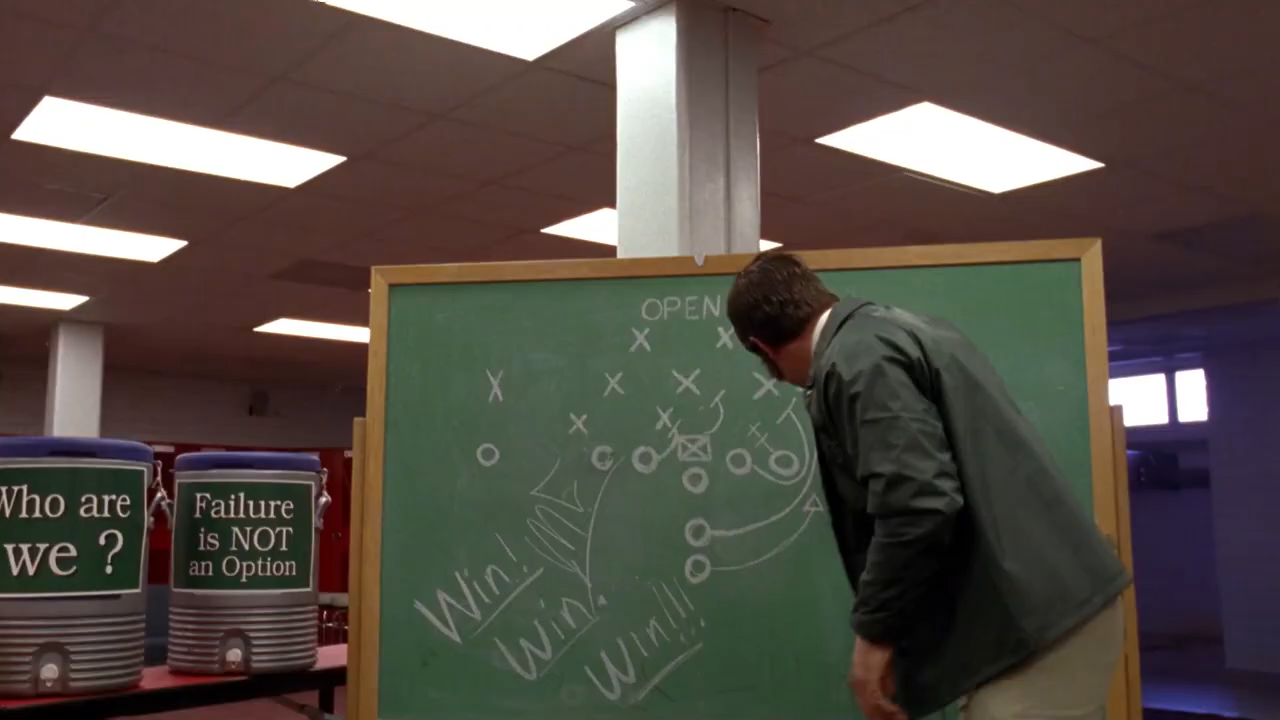 Who are
we ?
Failure
is NOT
an Option
OPEN
Win!
Win!
Win!!!